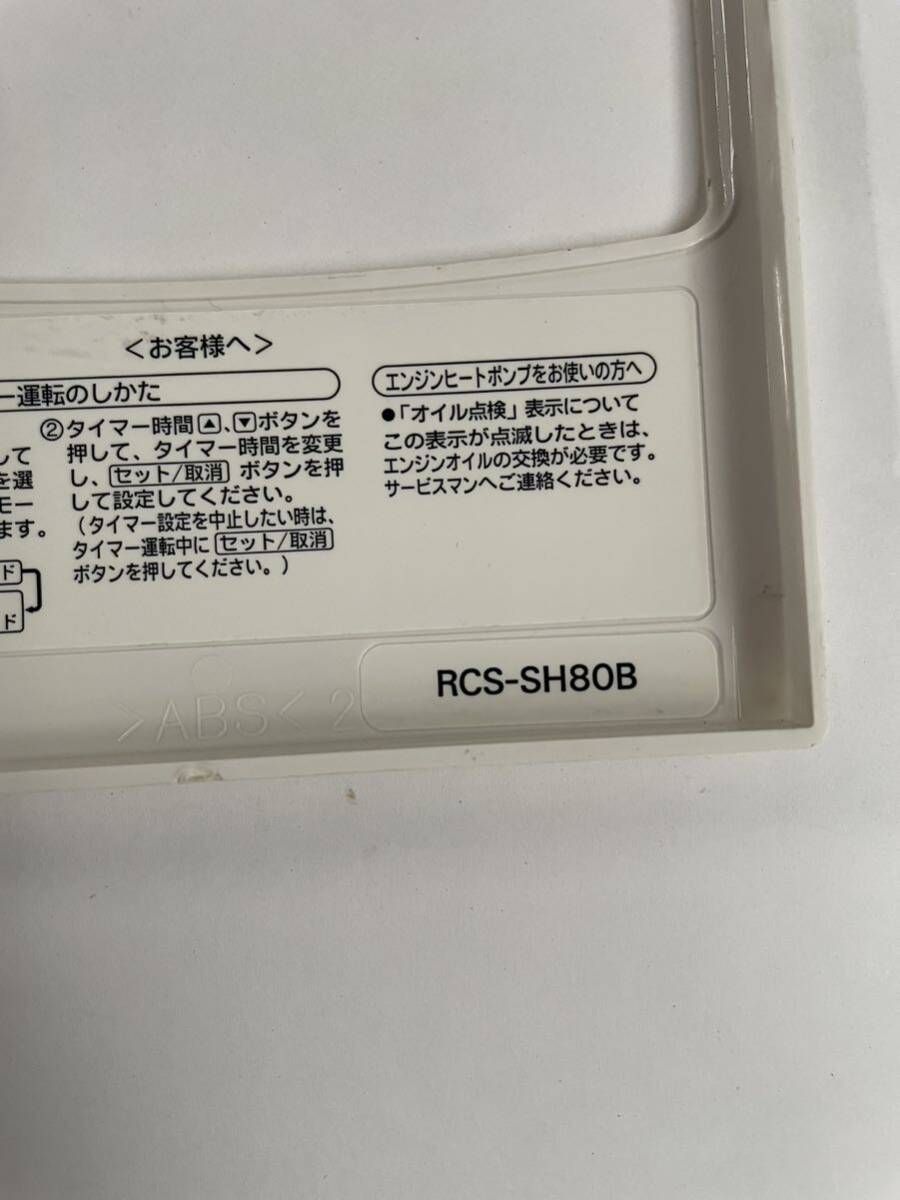 ＜お客様へ＞
ー運転のしかた
して
を選
モー
ます。
ド
ド
②タイマー時間▲、▼ボタンを
押して、タイマー時間を変更
し、セット/取消 ボタンを押
して設定してください。
（タイマー設定を中止したい時は、
タイマー運転中にセット/取消
ボタンを押してください。）
エンジンヒートポンプをお使いの方へ
●「オイル点検」表示について
この表示が点滅したときは、
エンジンオイルの交換が必要です。
サービスマンへご連絡ください。
>ABS< 2
RCS-SH80B